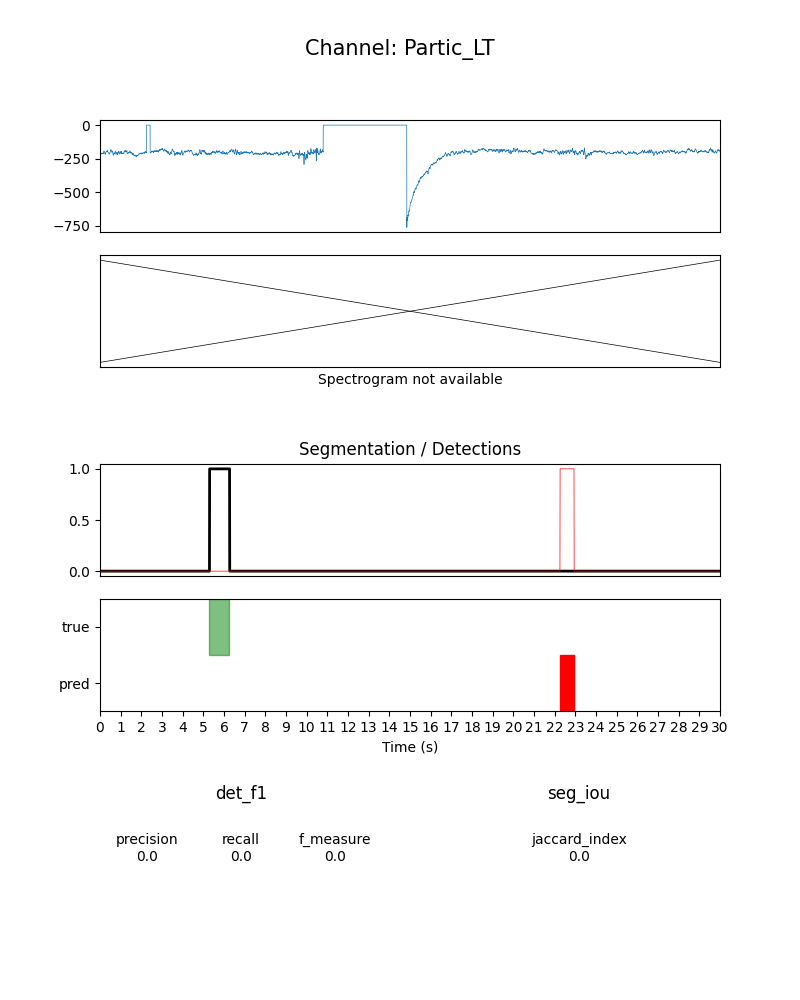 Channel: Partic_LT
0
−250
−500
−750
Spectrogram not available
Segmentation / Detections
1.0
0.5
0.0
true
pred
0 1 2 3 4 5 6 7 8 9 10 11 12 13 14 15 16 17 18 19 20 21 22 23 24 25 26 27 28 29 30
Time (s)
det_f1 seg_iou
precision recall f_measure jaccard_index
0.0 0.0 0.0 0.0